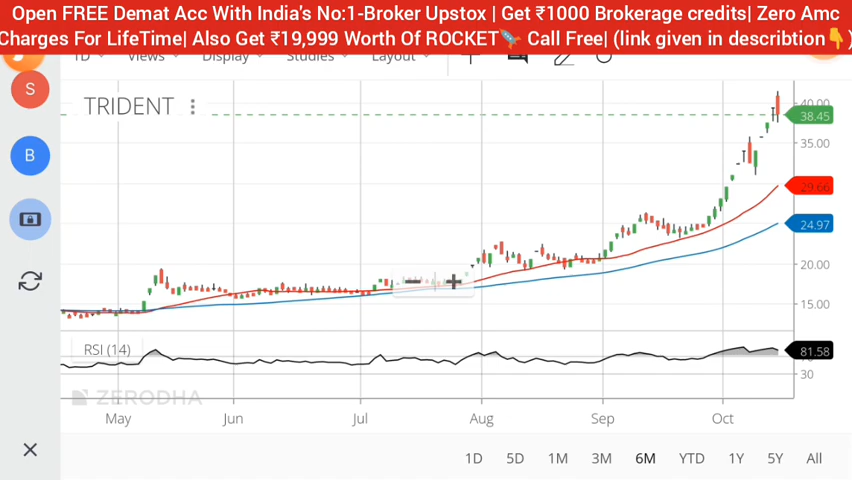 Open FREE Demat Acc With India's No:1-Broker Upstox | Get ₹1000 Brokerage credits| Zero Amc
Charges For LifeTime| Also Get ₹19,999 Worth Of ROCKET🚀 Call Free| (link given in describtion👇)
1D Views Display Studies Layout
S
TRIDENT
40.00
38.45
35.00
B
29.66
24.97
20.00
15.00
RSI (14)
81.58
30
ZERODHA
May Jun Jul Aug Sep Oct
1D 5D 1M 3M 6M YTD 1Y 5Y All